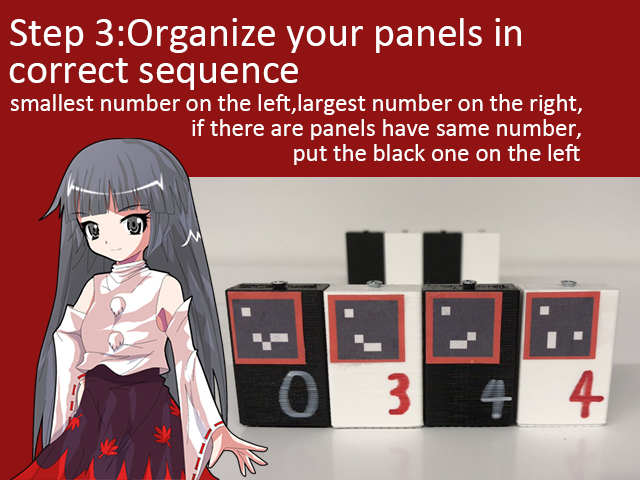 Step 3:Organize your panels in
correct sequence
smallest number on the left,largest number on the right,
if there are panels have same number,
put the black one on the left
0 3 4 4